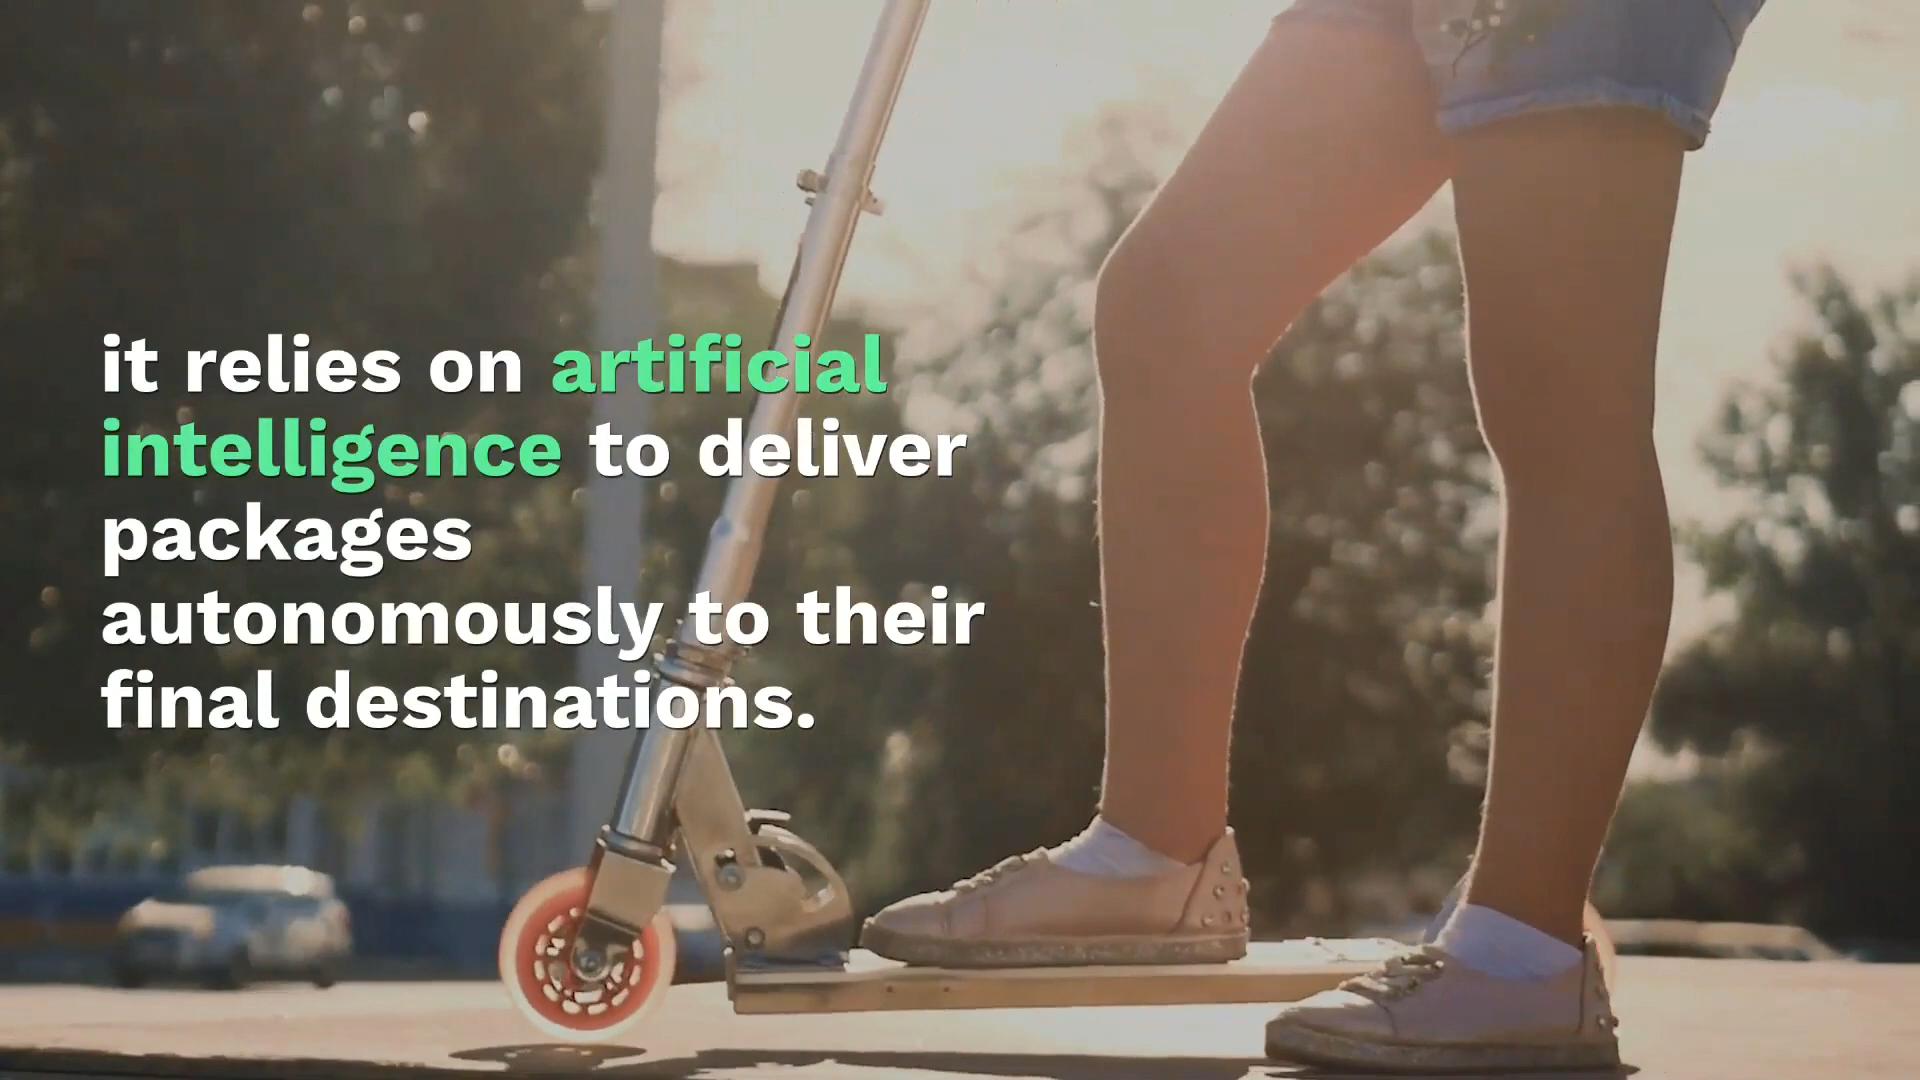 it relies on artificial
intelligence to deliver
packages
autonomously to their
final destinations.